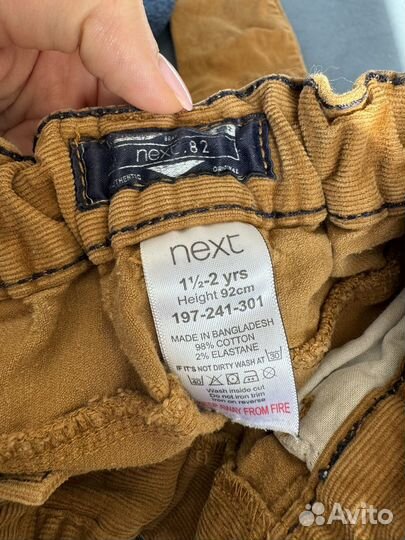 next.82
AUTHENTIC ORIGINAL
next
1½-2 yrs
Height 92cm
197-241-301
MADE IN BANGLADESH
98% COTTON
2% ELASTANE
IF IT'S NOT DIRTY WASH AT 30
40
Wash inside out
Do not iron trim
Iron on reverse
AWAY FROM FIRE
Avito